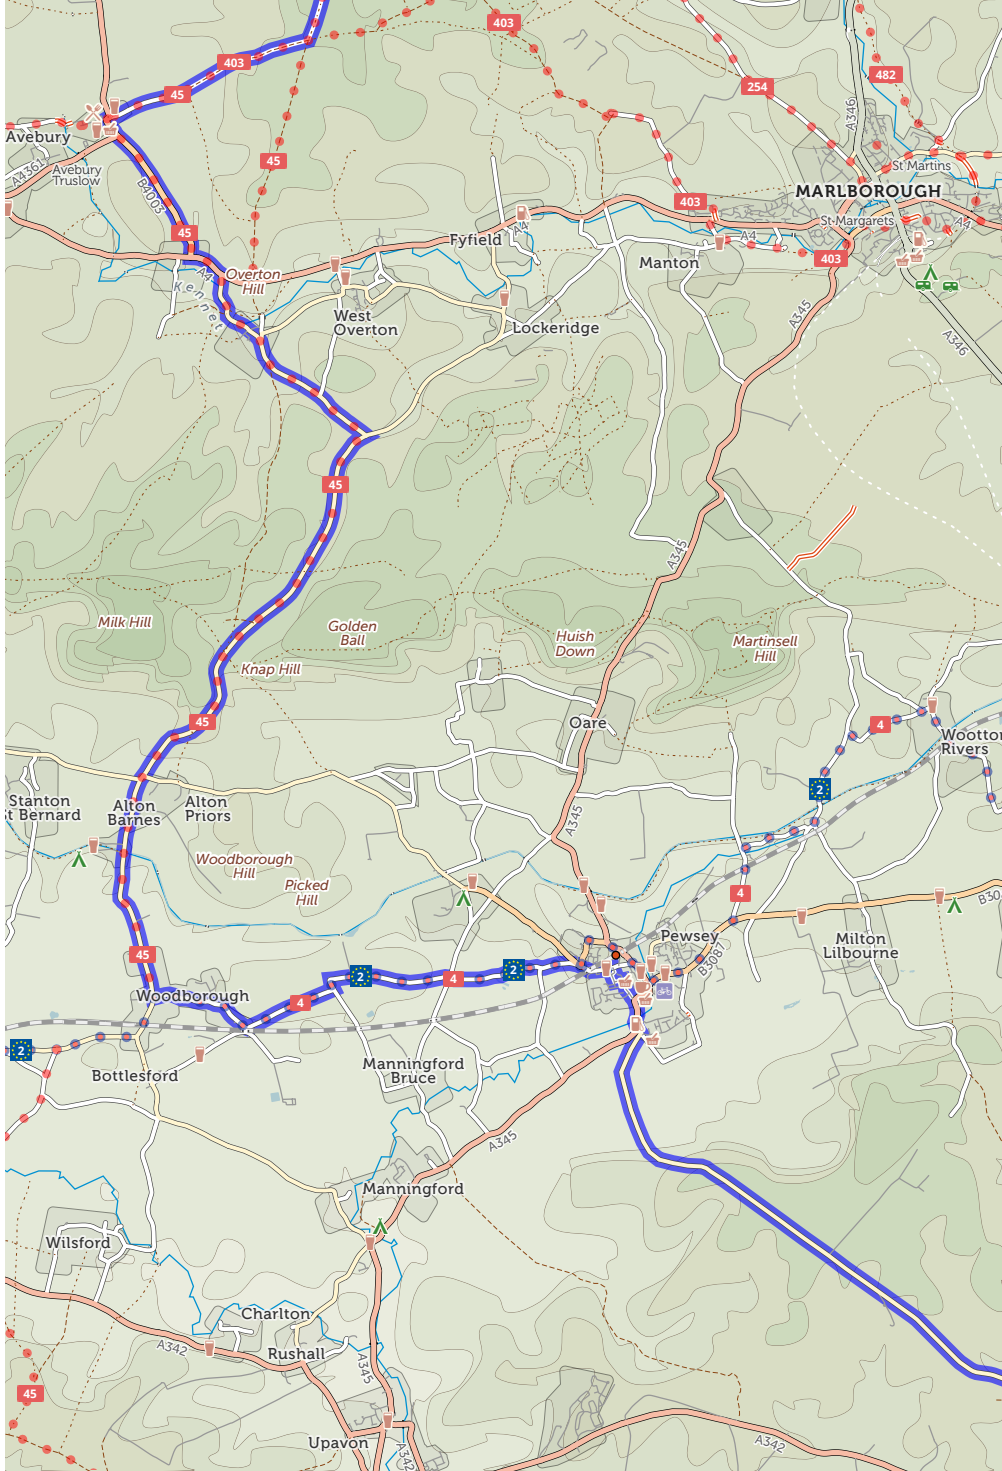 403
403
45
254
482
A346
Avebury
A4361
Avebury
Truslow
B4003
45
St Martins
MARLBOROUGH
403
St Margarets
A4
45
A4
Fyfield
A4
Manton
403
Overton
Hill
A4
Kennet
West
Overton
Lockeridge
A345
A346
45
A345
Milk Hill
Golden
Ball
Huish
Down
Martinsell
Hill
Knap Hill
45
Oare
4
Wootton
Rivers
2
Stanton
St Bernard
Alton
Barnes
Alton
Priors
A345
Woodborough
Hill
Picked
Hill
4
B30
Pewsey
B3087
Milton
Lilbourne
45
2
4
2
Woodborough
4
2
Bottlesford
Manningford
Bruce
A345
Manningford
Wilsford
Charlton
A342
Rushall
A345
45
Upavon
A342
A342